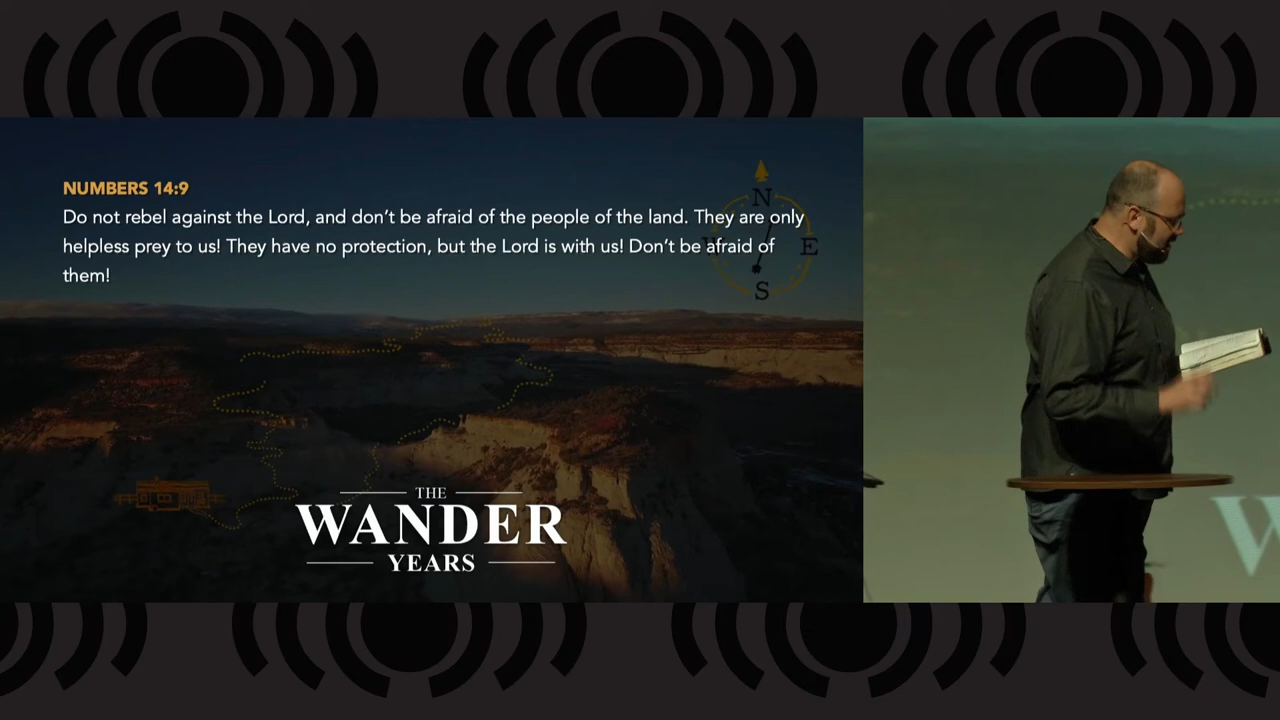 NUMBERS 14:9
Do not rebel against the Lord, and don't be afraid of the people of the land. They are only
helpless prey to us! They have no protection, but the Lord is with us! Don't be afraid of
them!
N
E
S
THE
WANDER
YEARS
W